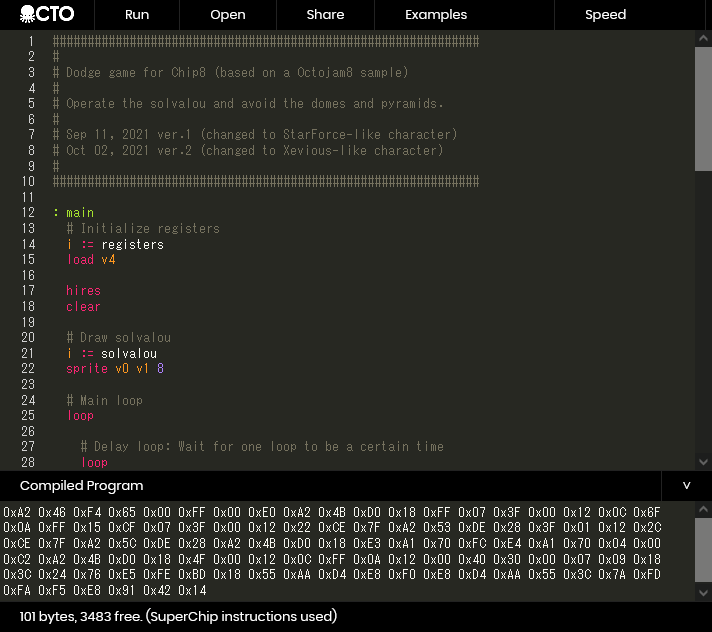 OCTO Run Open Share Examples Speed
1 #############################################################
2 #
3 # Dodge game for Chip8 (based on a Octojam8 sample)
4 #
5 # Operate the solvalou and avoid the domes and pyramids.
6 #
7 # Sep 11, 2021 ver.1 (changed to StarForce-like character)
8 # Oct 02, 2021 ver.2 (changed to Xevious-like character)
9 #
10 #############################################################
11
12 : main
13 # Initialize registers
14 i := registers
15 load v4
16
17 hires
18 clear
19
20 # Draw solvalou
21 i := solvalou
22 sprite v0 v1 8
23
24 # Main loop
25 loop
26
27 # Delay loop: Wait for one loop to be a certain time
28 loop
Compiled Program v
0xA2 0x46 0xF4 0x65 0x00 0xFF 0x00 0xE0 0xA2 0x4B 0xD0 0x18 0xFF 0x07 0x3F 0x00 0x12 0x0C 0x6F
0x0A 0xFF 0x15 0xCF 0x07 0x3F 0x00 0x12 0x22 0xCE 0x7F 0xA2 0x53 0xDE 0x28 0x3F 0x01 0x12 0x2C
0xCE 0x7F 0xA2 0x5C 0xDE 0x28 0xA2 0x4B 0xD0 0x18 0xE3 0xA1 0x70 0xFC 0xE4 0xA1 0x70 0x04 0x00
0xC2 0xA2 0x4B 0xD0 0x18 0x4F 0x00 0x12 0x0C 0xFF 0x0A 0x12 0x00 0x40 0x30 0x00 0x07 0x09 0x18
0x3C 0x24 0x76 0xE5 0xFE 0xBD 0x18 0x55 0xAA 0xD4 0xE8 0xF0 0xE8 0xD4 0xAA 0x55 0x3C 0x7A 0xFD
0xFA 0xF5 0xE8 0x91 0x42 0x14
101 bytes, 3483 free. (SuperChip instructions used)